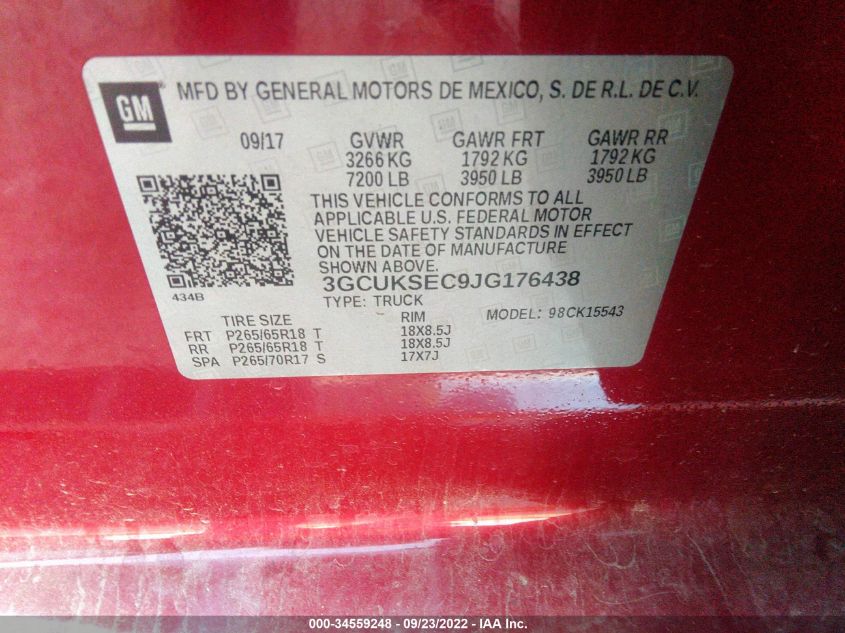 GM
MFD BY GENERAL MOTORS DE MEXICO, S. DE R.L. DE C.V.
09/17 GVWR GAWR FRT GAWR RR
3266 KG 1792 KG 1792 KG
7200 LB 3950 LB 3950 LB
THIS VEHICLE CONFORMS TO ALL
APPLICABLE U.S. FEDERAL MOTOR
VEHICLE SAFETY STANDARDS IN EFFECT
ON THE DATE OF MANUFACTURE
SHOWN ABOVE.
434B
3GCUKSEC9JG176438
TYPE: TRUCK MODEL: 98CK15543
TIRE SIZE RIM
FRT P265/65R18 T 18X8.5J
RR P265/65R18 T 18X8.5J
SPA P265/70R17 S 17X7J
000-34559248 - 09/23/2022 - IAA Inc.